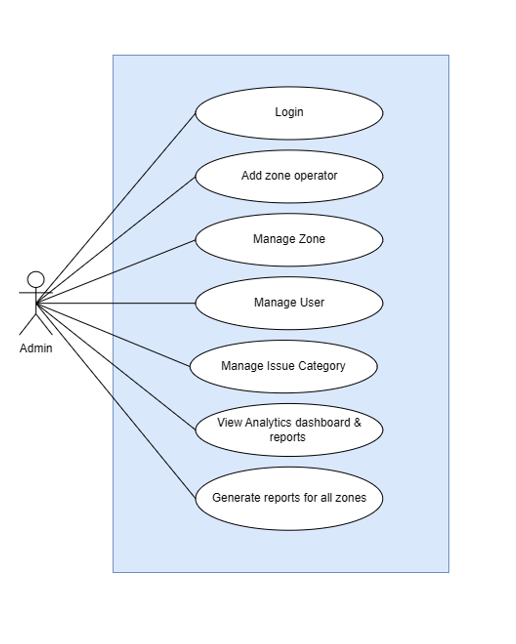 Login
Add zone operator
Manage Zone
Manage User
Admin
Manage Issue Category
View Analytics dashboard &
reports
Generate reports for all zones